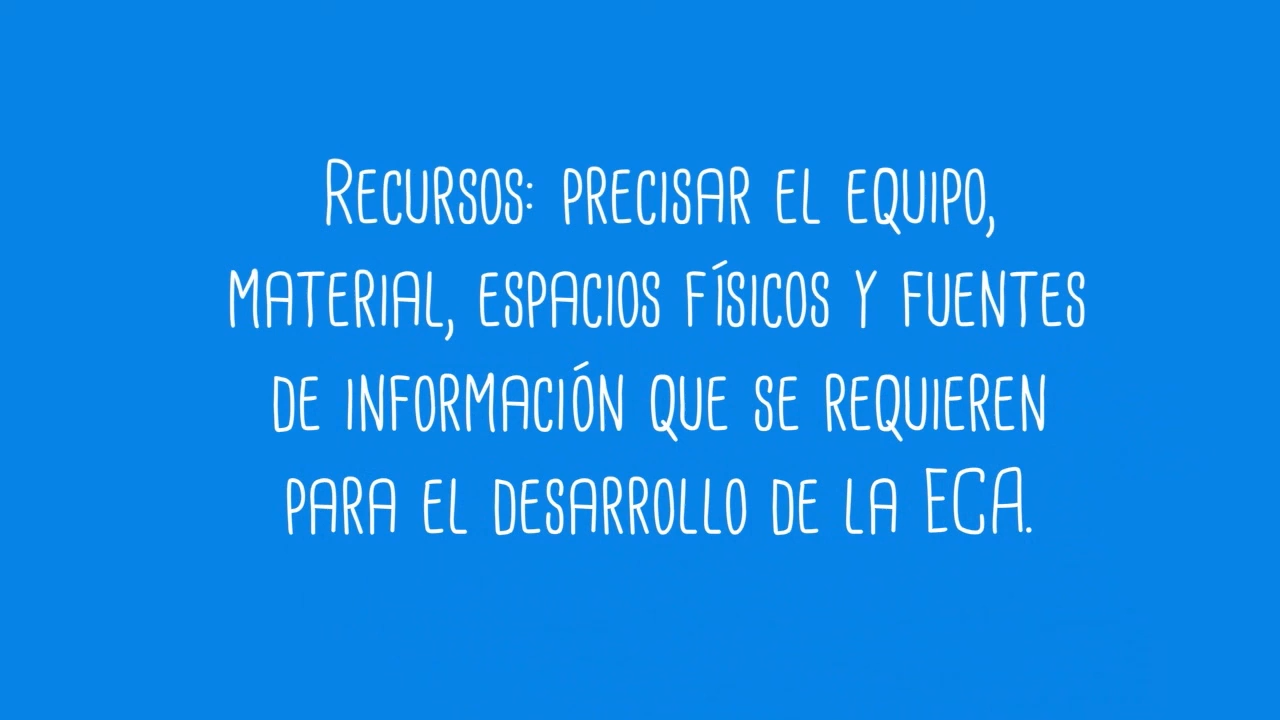 Recursos: precisar el equipo,
material, espacios físicos y fuentes
de información que se requieren
para el desarrollo de la ECA.